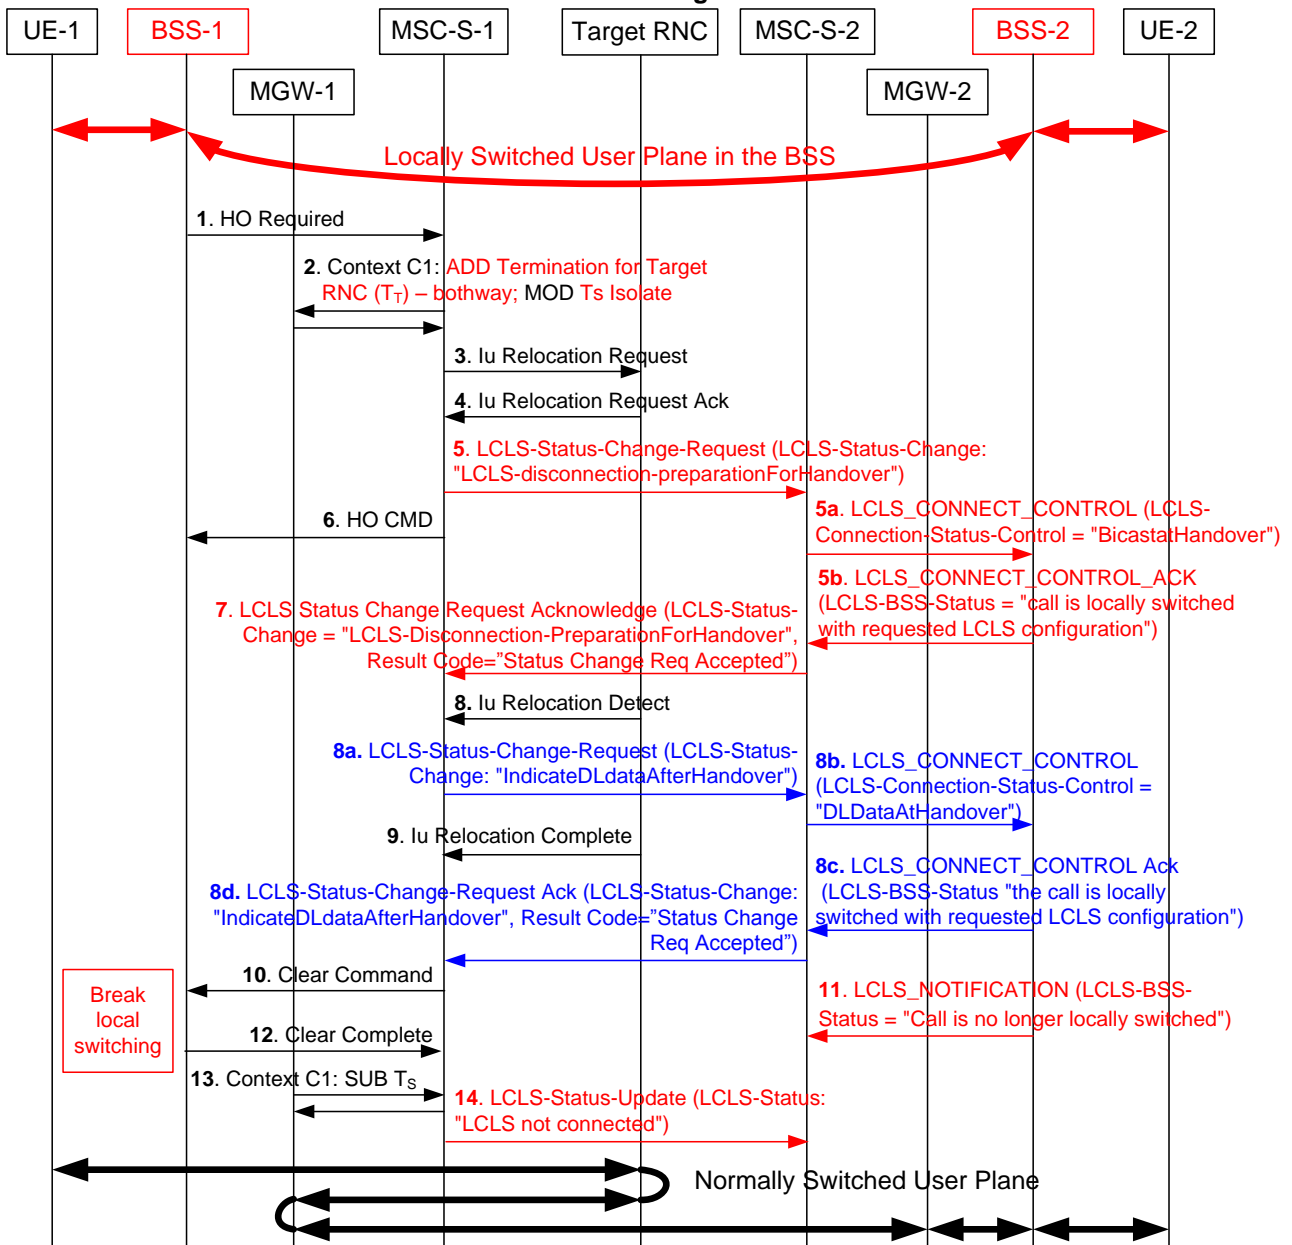 UE-1
BSS-1
MSC-S-1
Target RNC
MSC-S-2
BSS-2
UE-2
MGW-1
MGW-2
Locally Switched User Plane in the BSS
1. HO Required
2. Context C1: ADD Termination for Target
RNC (TT) – bothway; MOD Ts Isolate
3. Iu Relocation Request
4. Iu Relocation Request Ack
5. LCLS-Status-Change-Request (LCLS-Status-Change:
"LCLS-disconnection-preparationForHandover")
5a. LCLS_CONNECT_CONTROL (LCLS-
Connection-Status-Control = "BicastatHandover")
6. HO CMD
5b. LCLS_CONNECT_CONTROL_ACK
(LCLS-BSS-Status = "call is locally switched
with requested LCLS configuration")
7. LCLS Status Change Request Acknowledge (LCLS-Status-
Change = "LCLS-Disconnection-PreparationForHandover",
Result Code=”Status Change Req Accepted”)
8. Iu Relocation Detect
8a. LCLS-Status-Change-Request (LCLS-Status-
Change: "IndicateDLdataAfterHandover")
8b. LCLS_CONNECT_CONTROL
(LCLS-Connection-Status-Control =
"DLDataAtHandover")
9. Iu Relocation Complete
8c. LCLS_CONNECT_CONTROL Ack
(LCLS-BSS-Status "the call is locally
switched with requested LCLS configuration")
8d. LCLS-Status-Change-Request Ack (LCLS-Status-Change:
"IndicateDLdataAfterHandover", Result Code=”Status Change
Req Accepted”)
10. Clear Command
Break
local
switching
11. LCLS_NOTIFICATION (LCLS-BSS-
Status = "Call is no longer locally switched")
12. Clear Complete
13. Context C1: SUB TS
14. LCLS-Status-Update (LCLS-Status:
"LCLS not connected")
Normally Switched User Plane